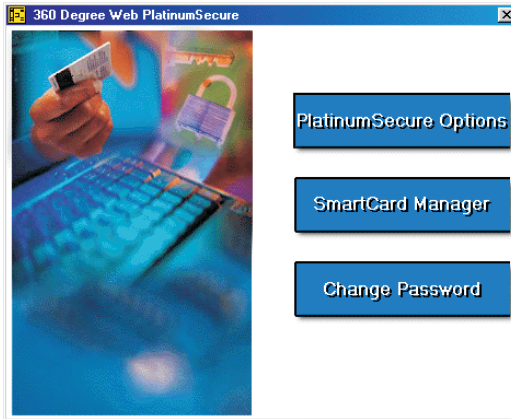 360 Degree Web PlatinumSecure
PlatinumSecure Options
SmartCard Manager
Change Password